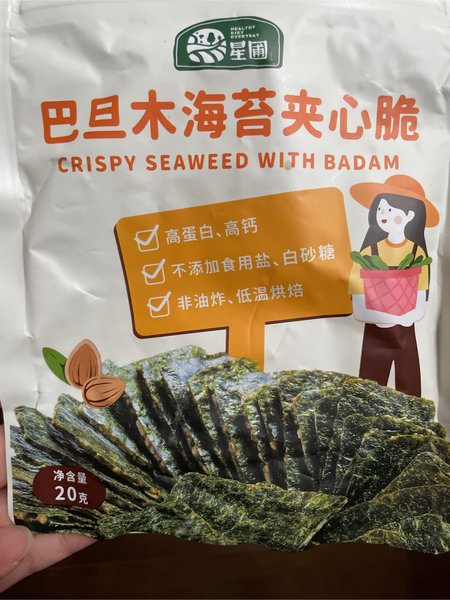 HEALTHY
DIET
EVERYDAY
星圃
巴旦木海苔夹心脆
CRISPY SEAWEED WITH BADAM
高蛋白、高钙
不添加食用盐、白砂糖
非油炸、低温烘焙
净含量
20克